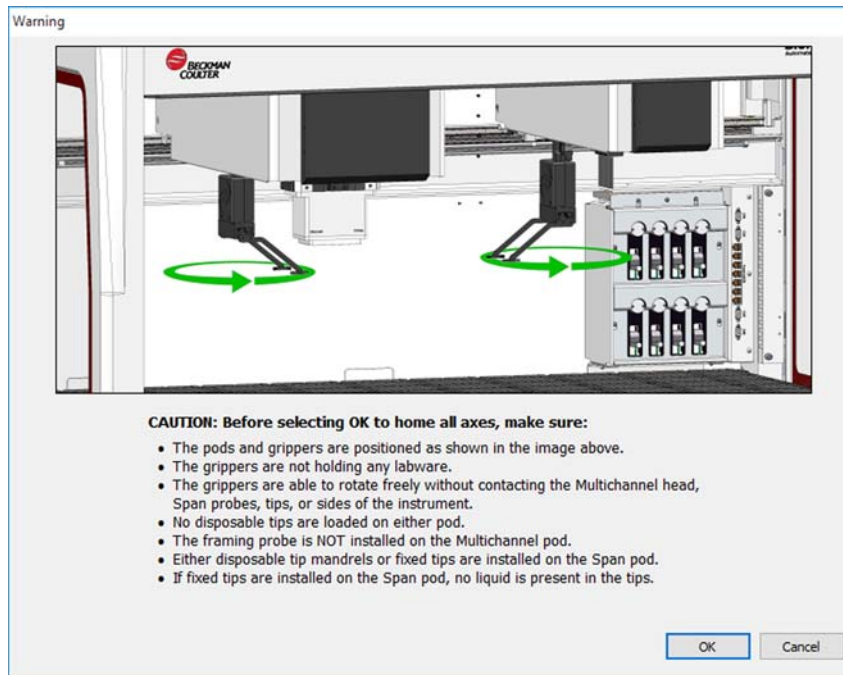 Warning
BECKMAN
COULTER
CAUTION: Before selecting OK to home all axes, make sure:
• The pods and grippers are positioned as shown in the image above.
• The grippers are not holding any labware.
• The grippers are able to rotate freely without contacting the Multichannel head,
Span probes, tips, or sides of the instrument.
• No disposable tips are loaded on either pod.
• The framing probe is NOT installed on the Multichannel pod.
• Either disposable tip mandrels or fixed tips are installed on the Span pod.
• If fixed tips are installed on the Span pod, no liquid is present in the tips.
OK
Cancel